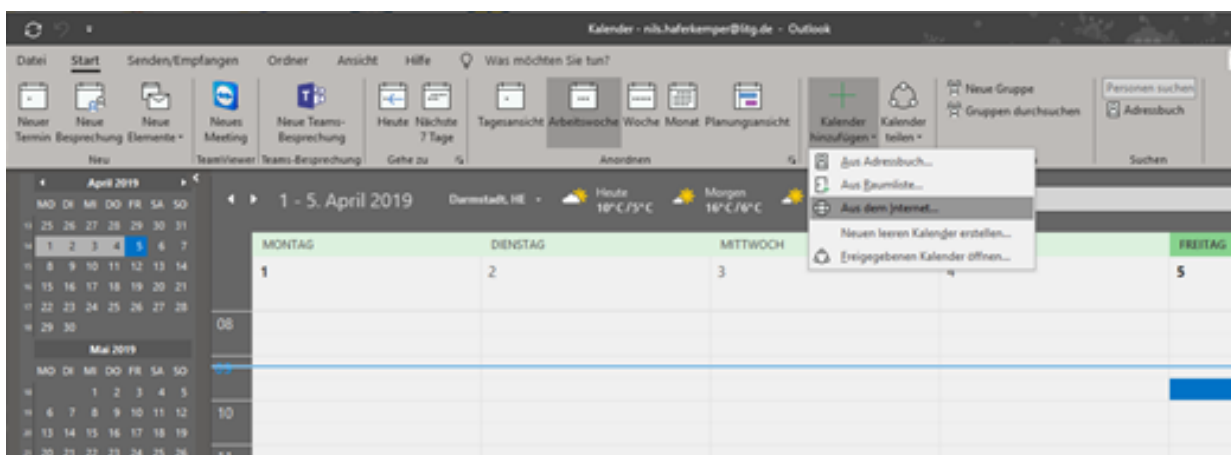 Kalender - nils.haferkemper@litg.de - Outlook
Datei Start Senden/Empfangen Ordner Ansicht Hilfe Was möchten Sie tun?
Neuer Termin
Neue Besprechung
Neue Elemente
Neues Meeting
Neue Teams-Besprechung
Heute
Nächste 7 Tage
Tagesansicht
Arbeitswoche
Woche
Monat
Planungsansicht
Kalender hinzufügen
Kalender teilen
Neue Gruppe
Gruppen durchsuchen
Personen suchen
Adressbuch
Neu TeamViewer Teams-Besprechung Gehe zu Anordnen Suchen
Aus Adressbuch...
Aus Raumliste...
Aus dem Internet...
Neuen leeren Kalender erstellen...
Freigegebenen Kalender öffnen...
April 2019
MO DI MI DO FR SA SO
25 26 27 28 29 30 31
1 2 3 4 5 6 7
8 9 10 11 12 13 14
15 16 17 18 19 20 21
22 23 24 25 26 27 28
29 30
Mai 2019
MO DI MI DO FR SA SO
1 2 3 4 5
6 7 8 9 10 11 12
13 14 15 16 17 18 19
20 21 22 23 24 25 26
1 - 5. April 2019
Darmstadt, HE
Heute
10°C/5°C
Morgen
16°C/6°C
MONTAG DIENSTAG MITTWOCH FREITAG
1 2 3 4 5
08
09
10